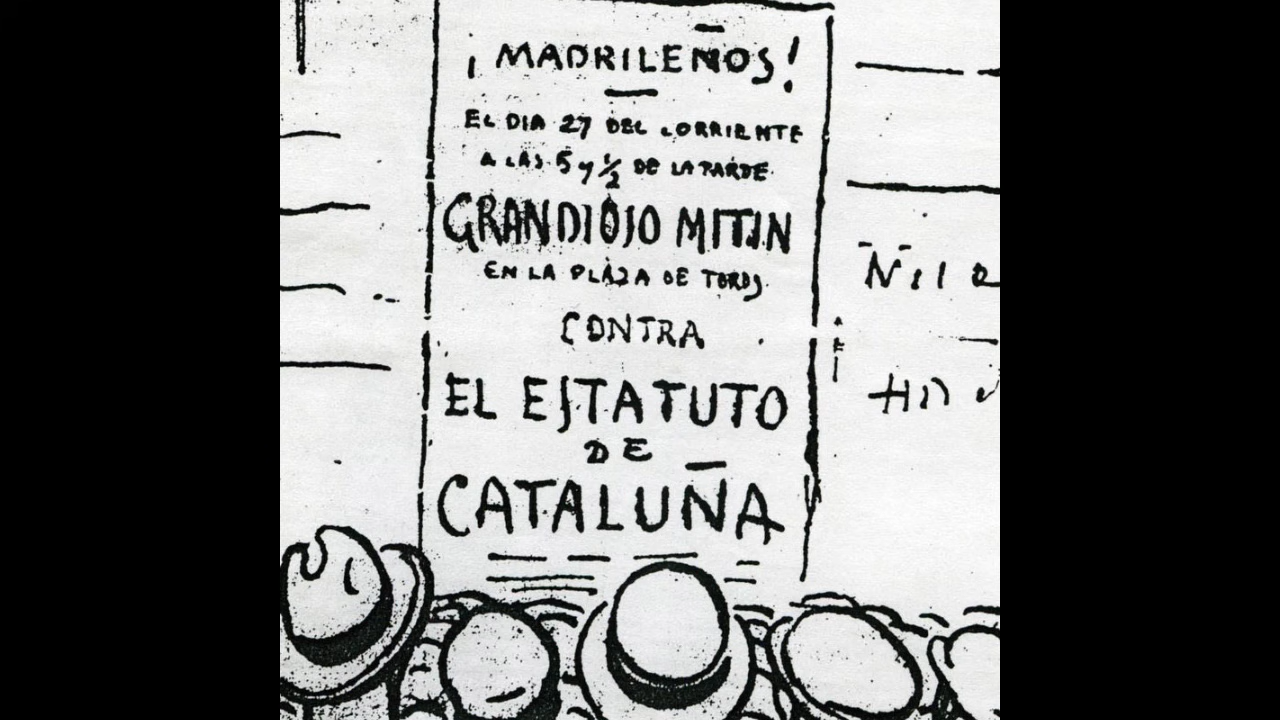 ¡MADRILEÑOS!
EL DIA 27 DEL CORRIENTE
A LAS 5 y 1/2 DE LA TARDE
GRANDIOSO MITIN
EN LA PLAZA DE TOROS
CONTRA
EL ESTATUTO
DE
CATALUÑA